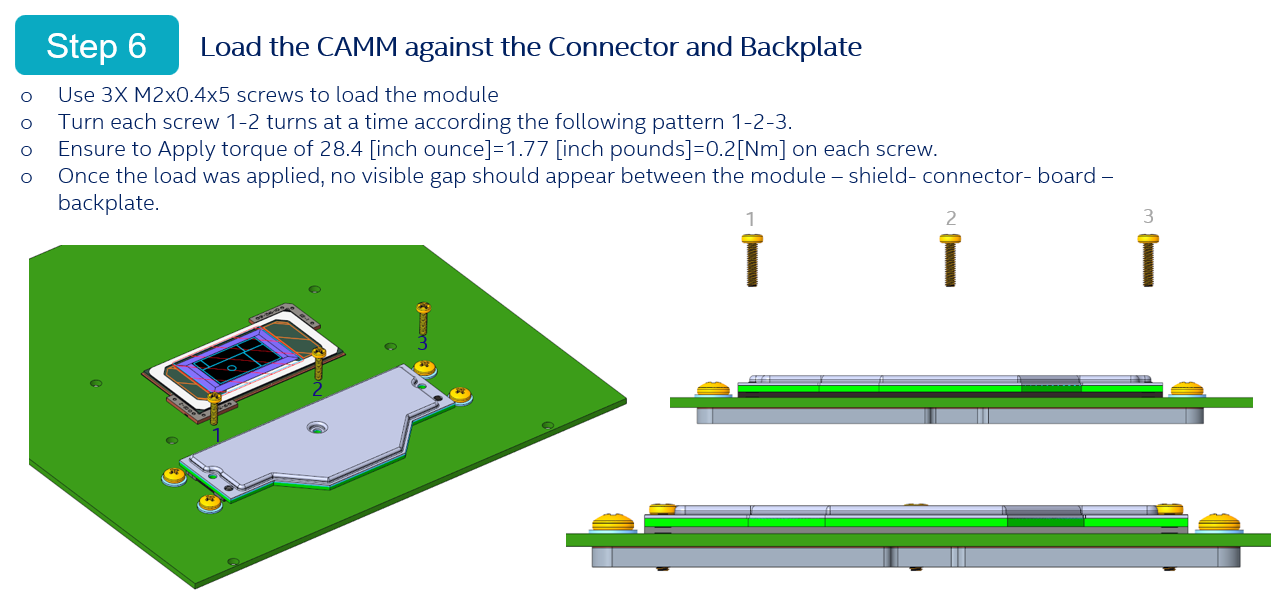 Step 6
Load the CAMM against the Connector and Backplate
o Use 3X M2x0.4x5 screws to load the module
o Turn each screw 1-2 turns at a time according the following pattern 1-2-3.
o Ensure to Apply torque of 28.4 [inch ounce]=1.77 [inch pounds]=0.2[Nm] on each screw.
o Once the load was applied, no visible gap should appear between the module – shield- connector- board –
backplate.
1 2 3
3
2
1